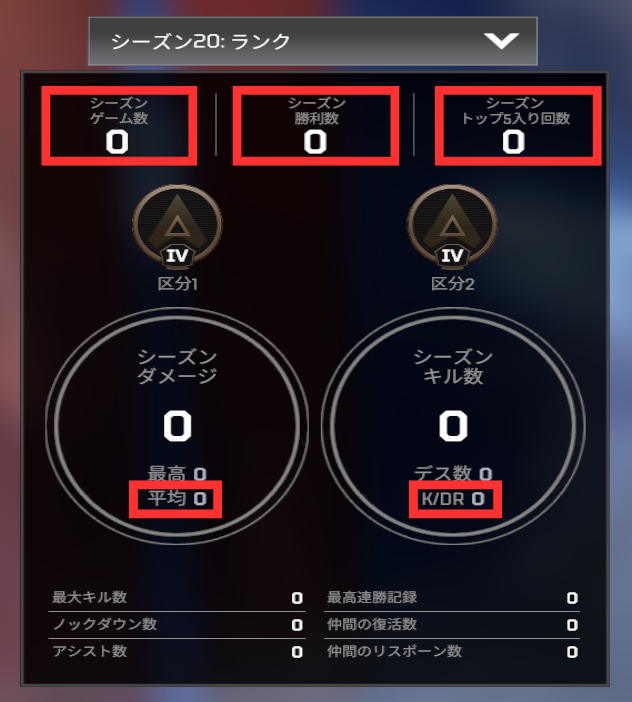 シーズン20: ランク
シーズン
ゲーム数
0
シーズン
勝利数
0
シーズン
トップ5入り回数
0
IV
区分1
IV
区分2
シーズン
ダメージ
0
最高 0
平均 0
シーズン
キル数
0
デス数 0
K/DR 0
最大キル数 0
ノックダウン数 0
アシスト数 0
最高連勝記録 0
仲間の復活数 0
仲間のリスポーン数 0